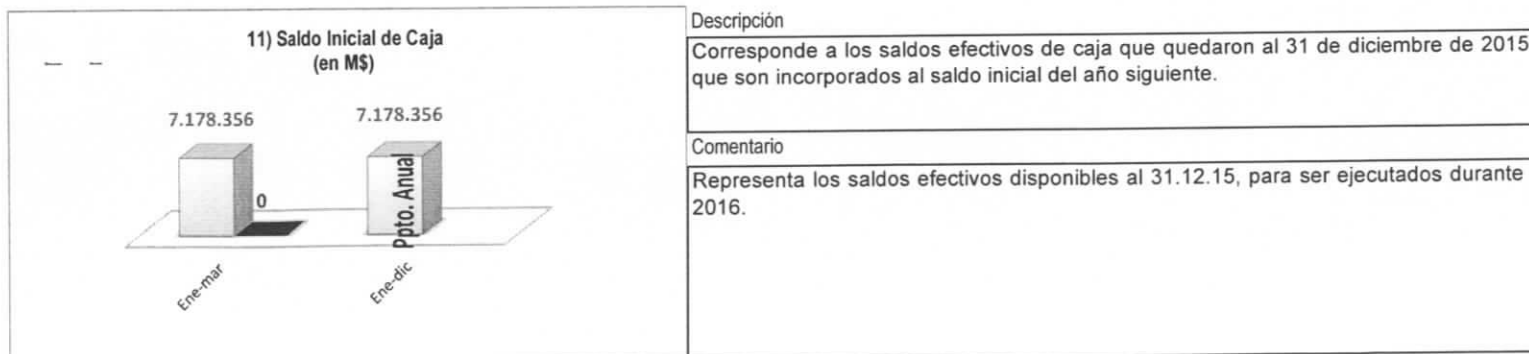 11) Saldo Inicial de Caja
(en M$)
7.178.356
7.178.356
0
Ppto. Anual
Ene-mar
Ene-dic
Descripción
Corresponde a los saldos efectivos de caja que quedaron al 31 de diciembre de 2015
que son incorporados al saldo inicial del año siguiente.
Comentario
Representa los saldos efectivos disponibles al 31.12.15, para ser ejecutados durante
2016.